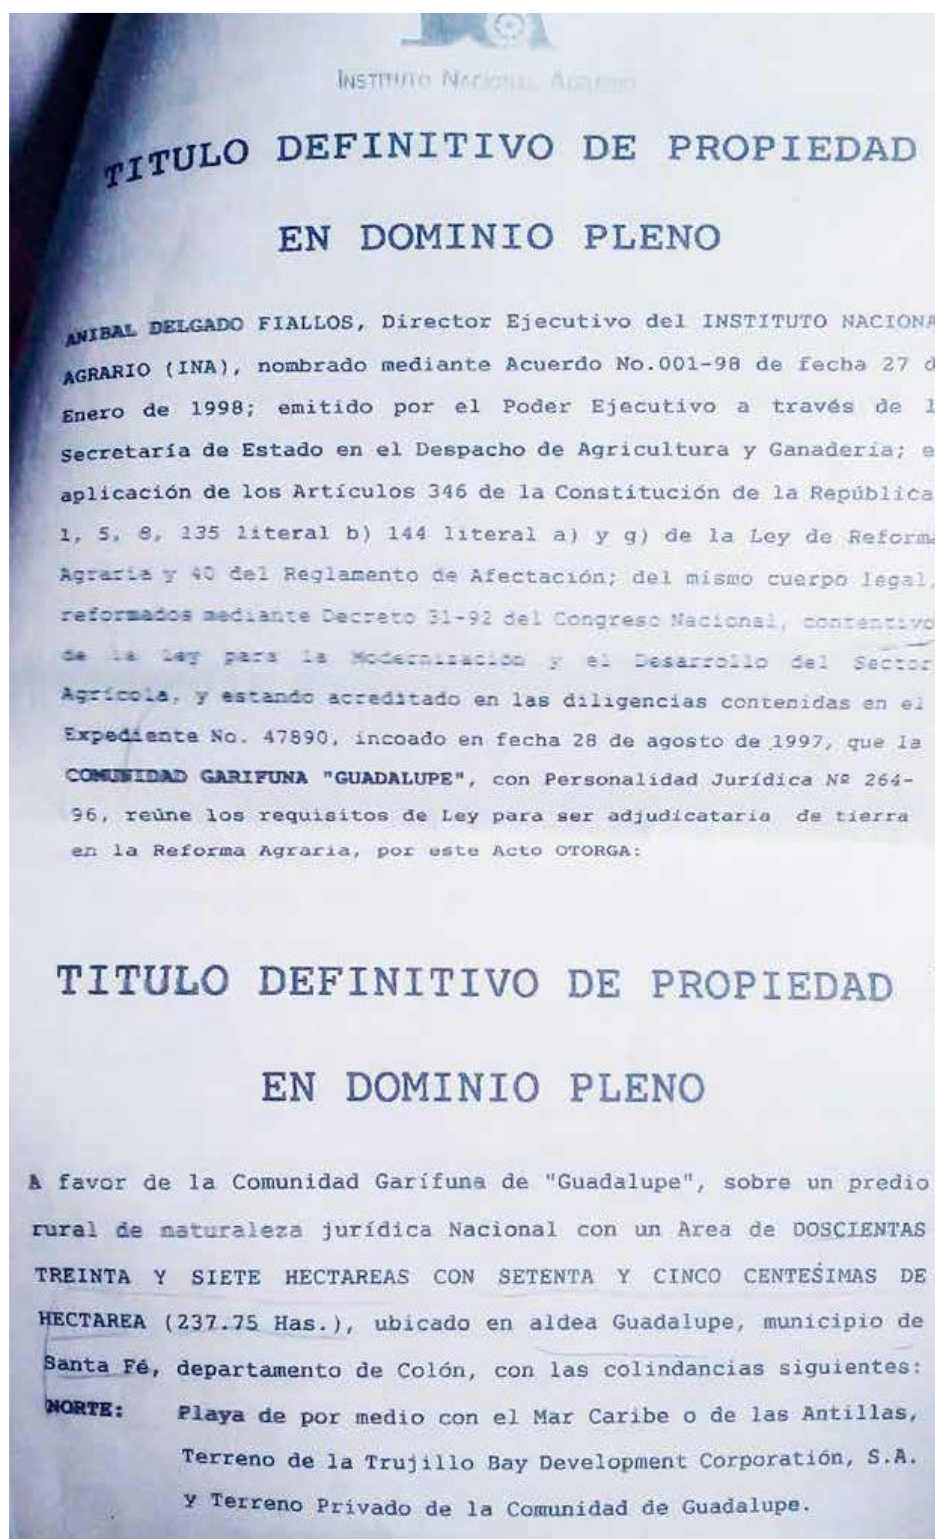 INSTITUTO NACIONAL AGRARIO
TITULO DEFINITIVO DE PROPIEDAD
EN DOMINIO PLENO
ANIBAL DELGADO FIALLOS, Director Ejecutivo del INSTITUTO NACIONA
AGRARIO (INA), nombrado mediante Acuerdo No.001-98 de fecha 27 d
Enero de 1998; emitido por el Poder Ejecutivo a través de l
Secretaría de Estado en el Despacho de Agricultura y Ganadería; e
aplicación de los Artículos 346 de la Constitución de la República
1, 5, 8, 135 literal b) 144 literal a) y g) de la Ley de Reforma
Agraria y 40 del Reglamento de Afectación; del mismo cuerpo legal,
reformados mediante Decreto 31-92 del Congreso Nacional, contentivo
de la Ley para la Modernización y el Desarrollo del Sector
Agrícola, y estando acreditado en las diligencias contenidas en el
Expediente No. 47890, incoado en fecha 28 de agosto de 1997, que la
COMUNIDAD GARIFUNA "GUADALUPE", con Personalidad Jurídica Nº 264-
96, reúne los requisitos de Ley para ser adjudicataria de tierra
en la Reforma Agraria, por este Acto OTORGA:
TITULO DEFINITIVO DE PROPIEDAD
EN DOMINIO PLENO
A favor de la Comunidad Garífuna de "Guadalupe", sobre un predio
rural de naturaleza jurídica Nacional con un Area de DOSCIENTAS
TREINTA Y SIETE HECTAREAS CON SETENTA Y CINCO CENTESIMAS DE
HECTAREA (237.75 Has.), ubicado en aldea Guadalupe, municipio de
Santa Fé, departamento de Colón, con las colindancias siguientes:
NORTE: Playa de por medio con el Mar Caribe o de las Antillas,
Terreno de la Trujillo Bay Development Corporatión, S.A.
y Terreno Privado de la Comunidad de Guadalupe.